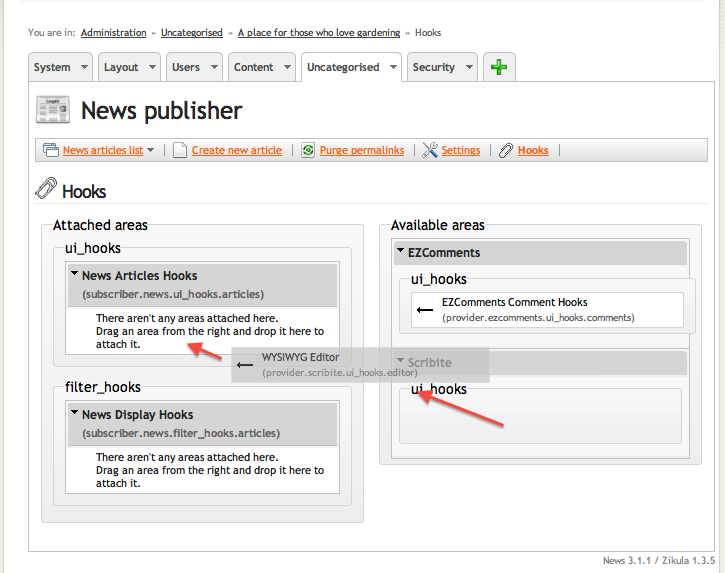 You are in: Administration » Uncategorised » A place for those who love gardening » Hooks
System Layout Users Content Uncategorised Security
News publisher
News articles list Create new article Purge permalinks Settings Hooks
Hooks
Attached areas
ui_hooks
News Articles Hooks
(subscriber.news.ui_hooks.articles)
There aren't any areas attached here.
Drag an area from the right and drop it here to
attach it.
filter_hooks
News Display Hooks
(subscriber.news.filter_hooks.articles)
There aren't any areas attached here.
Drag an area from the right and drop it here to
attach it.
WYSIWYG Editor
(provider.scribite.ui_hooks.editor)
Available areas
EZComments
ui_hooks
EZComments Comment Hooks
(provider.ezcomments.ui_hooks.comments)
Scribite
ui_hooks
News 3.1.1 / Zikula 1.3.5